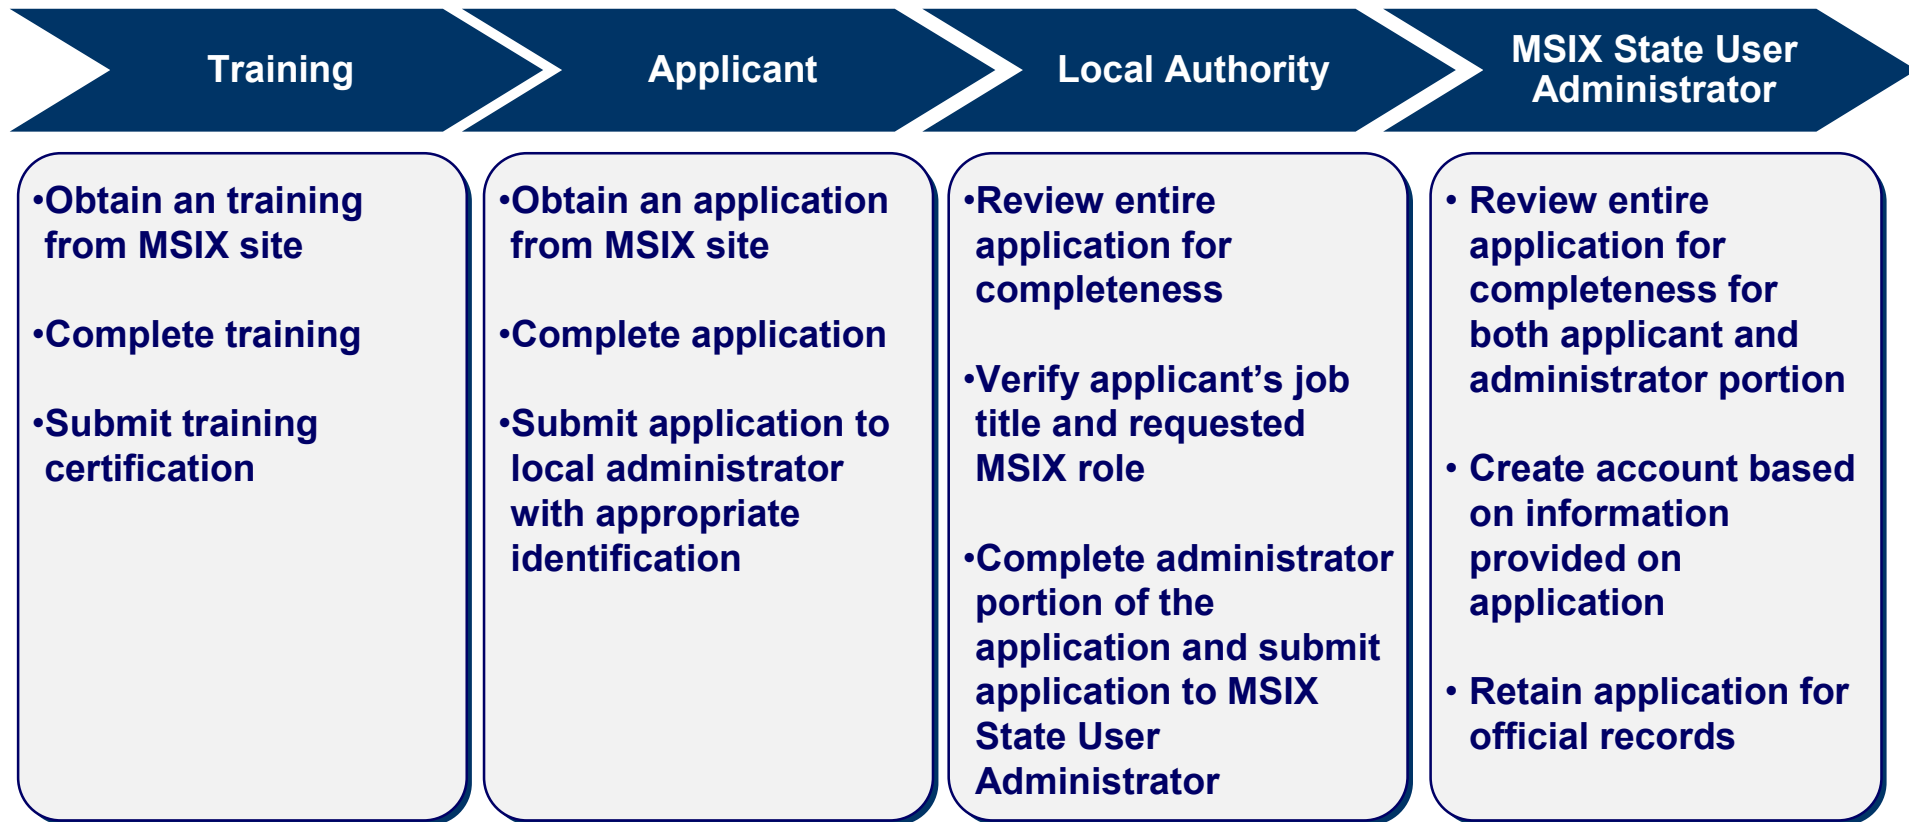 Training
Applicant
Local Authority
MSIX State User
Administrator
•Obtain an training
from MSIX site
•Complete training
•Submit training
certification
•Obtain an application
from MSIX site
•Complete application
•Submit application to
local administrator
with appropriate
identification
•Review entire
application for
completeness
•Verify applicant’s job
title and requested
MSIX role
•Complete administrator
portion of the
application and submit
application to MSIX
State User
Administrator
• Review entire
application for
completeness for
both applicant and
administrator portion
• Create account based
on information
provided on
application
• Retain application for
official records